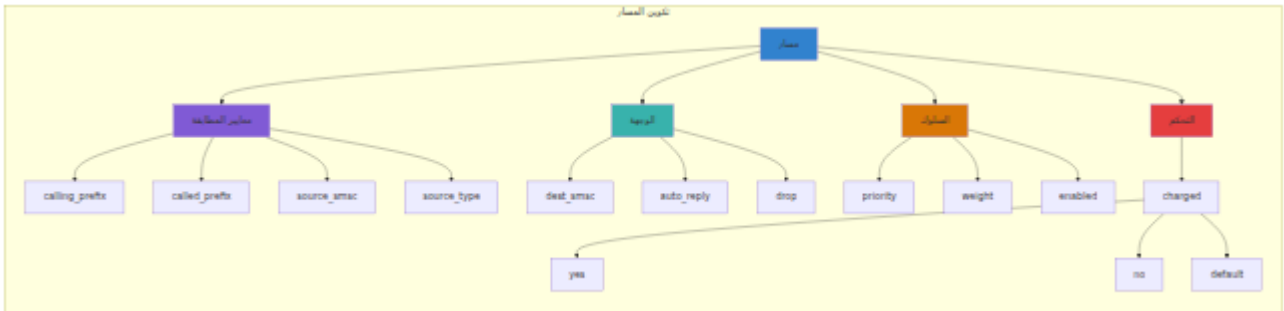 تكوين المسار
مسار
معايير المطابقة
الوجهة
السلوك
التحكم
calling_prefix
called_prefix
source_smsc
source_type
dest_smsc
auto_reply
drop
priority
weight
enabled
charged
yes
no
default